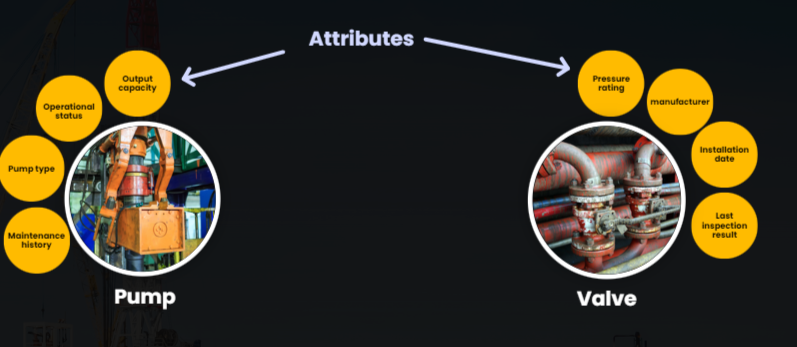 Attributes
Output
capacity
Operational
status
Pump type
Maintenance
history
Pump
Pressure
rating
manufacturer
Installation
date
Last
inspection
result
Valve